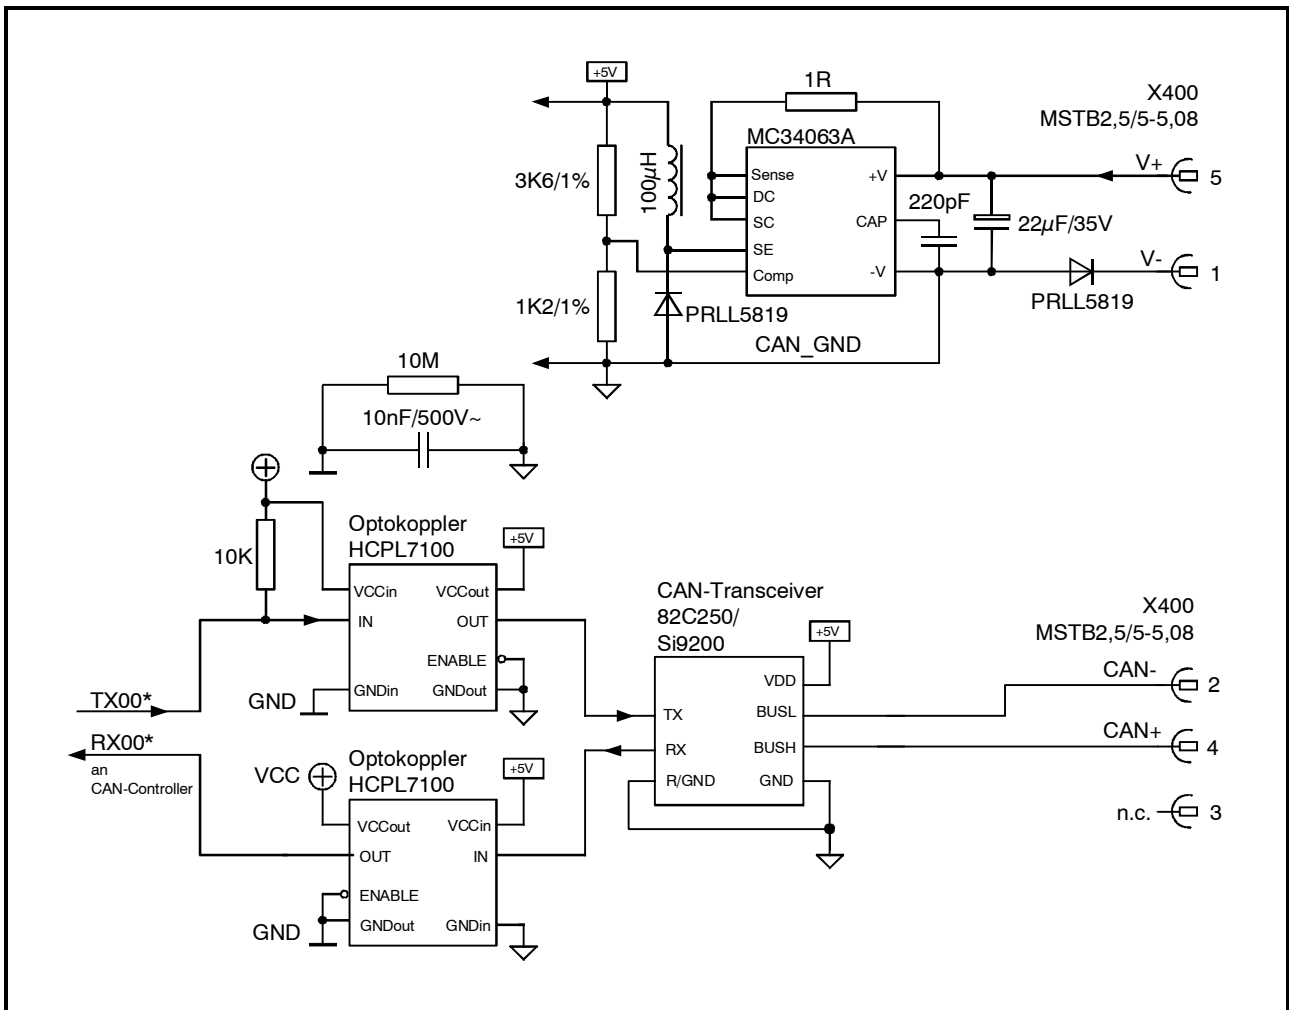 +5V
1R
X400
MSTB2,5/5-5,08
MC34063A
3K6/1%
100µH
Sense
DC
SC
SE
Comp
+V
CAP
-V
220pF
22µF/35V
V+
5
V-
1
PRLL5819
1K2/1%
PRLL5819
CAN_GND
10M
10nF/500V~
10K
Optokoppler
HCPL7100
+5V
VCCin
VCCout
IN
OUT
ENABLE
GNDin
GNDout
GND
TX00*
RX00*
an
CAN-Controller
CAN-Transceiver
82C250/
Si9200
+5V
VDD
TX
BUSL
RX
BUSH
R/GND
GND
X400
MSTB2,5/5-5,08
CAN-
2
CAN+
4
n.c.
3
Optokoppler
HCPL7100
VCC
+5V
VCCout
VCCin
OUT
IN
ENABLE
GNDout
GNDin
GND